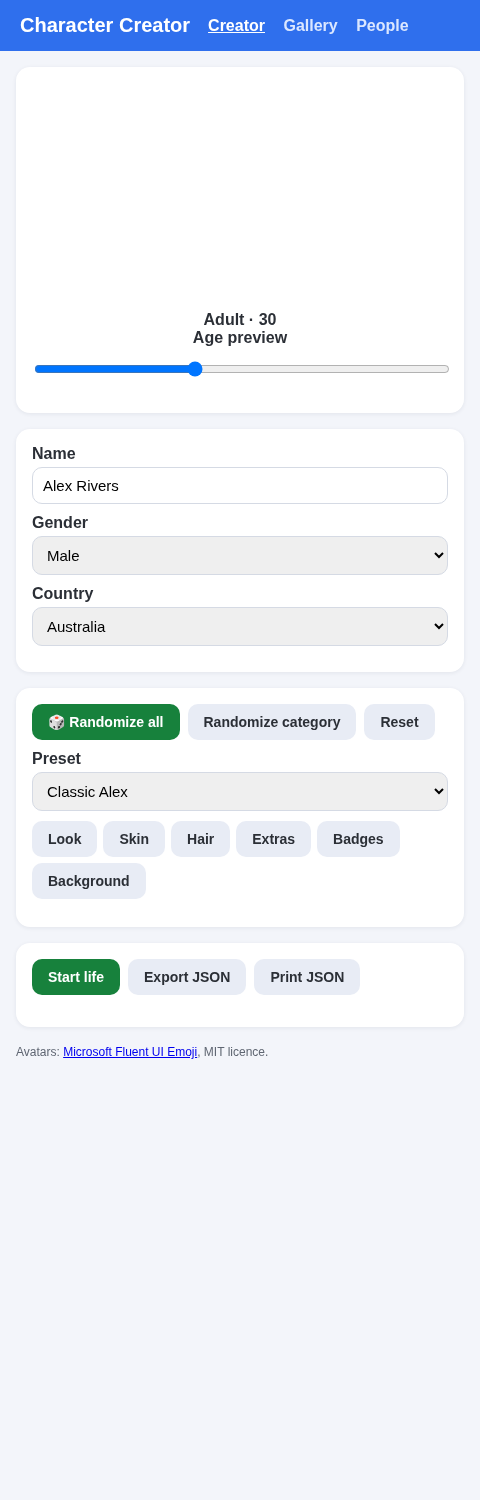 Character Creator Creator Gallery People
Adult · 30
Age preview
Name
Alex Rivers
Gender
Male
Country
Australia
🎲 Randomize all Randomize category Reset
Preset
Classic Alex
Look Skin Hair Extras Badges
Background
Start life Export JSON Print JSON
Avatars: Microsoft Fluent UI Emoji, MIT licence.